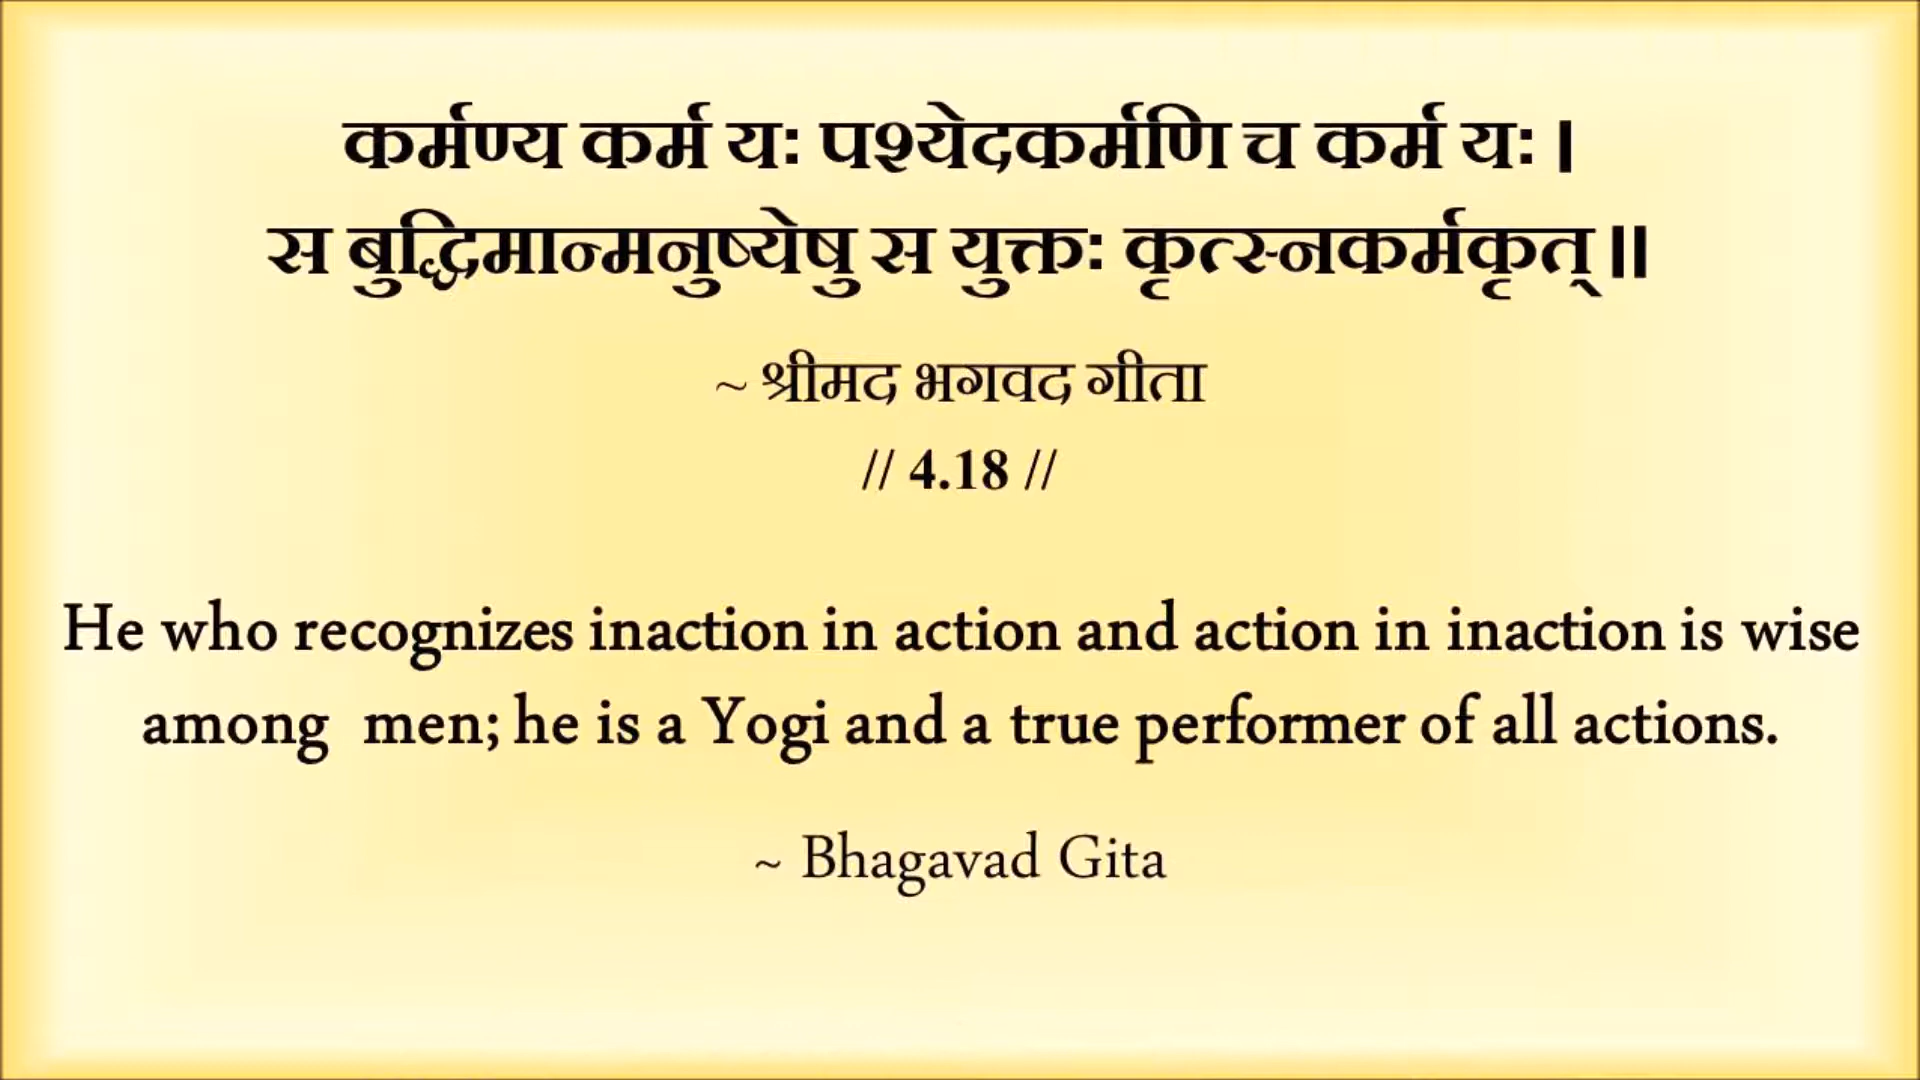 कर्मण्य कर्म यः पश्येदकर्मणि च कर्म यः ।
स बुद्धिमान्मनुष्येषु स युक्तः कृत्स्नकर्मकृत् ॥
~ श्रीमद भगवद गीता
// 4.18 //
He who recognizes inaction in action and action in inaction is wise
among men; he is a Yogi and a true performer of all actions.
~ Bhagavad Gita